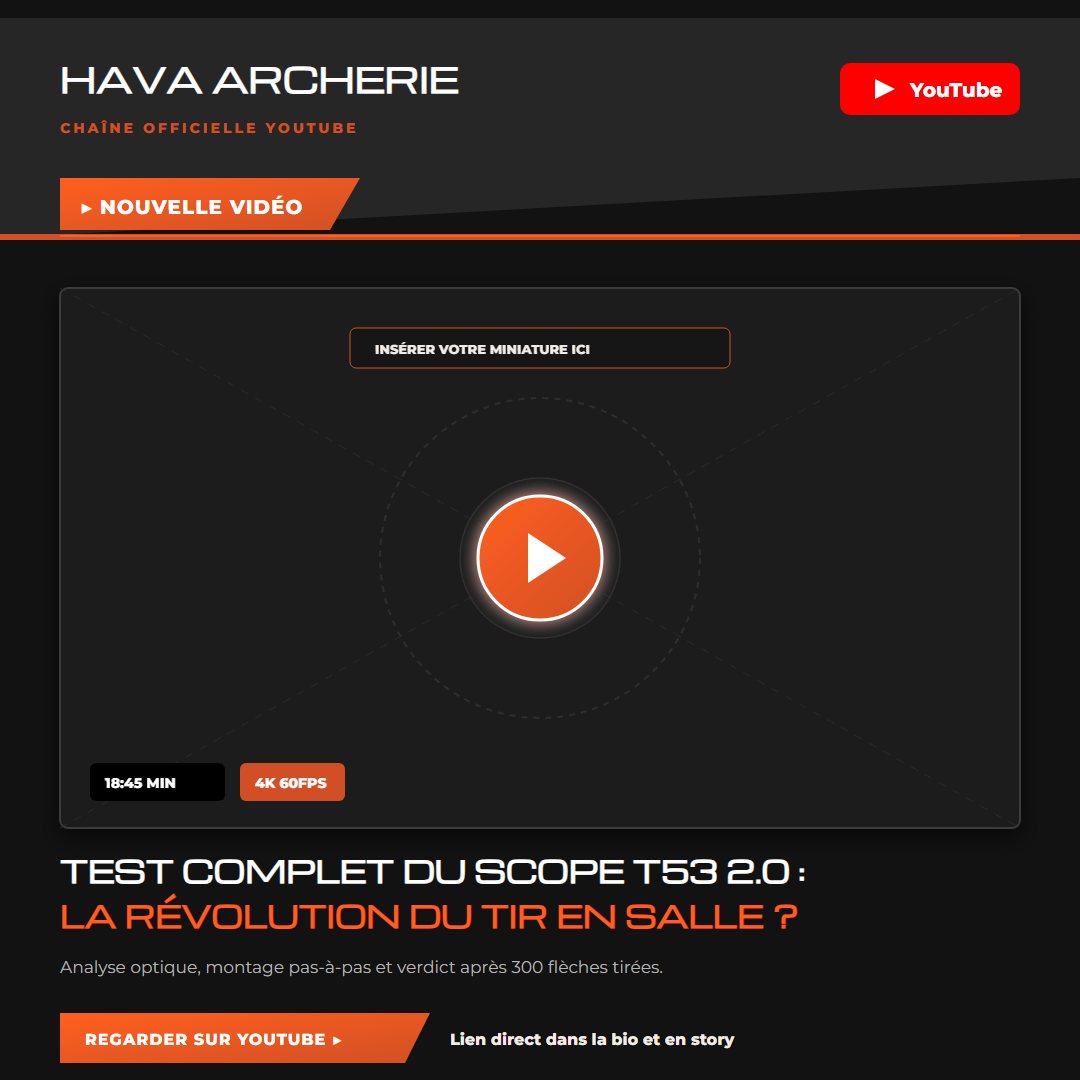 HAVA ARCHERIE
CHAÎNE OFFICIELLE YOUTUBE
YouTube
▸ NOUVELLE VIDÉO
INSÉRER VOTRE MINIATURE ICI
18:45 MIN
4K 60FPS
TEST COMPLET DU SCOPE T53 2.0 :
LA RÉVOLUTION DU TIR EN SALLE ?
Analyse optique, montage pas-à-pas et verdict après 300 flèches tirées.
REGARDER SUR YOUTUBE ▸
Lien direct dans la bio et en story